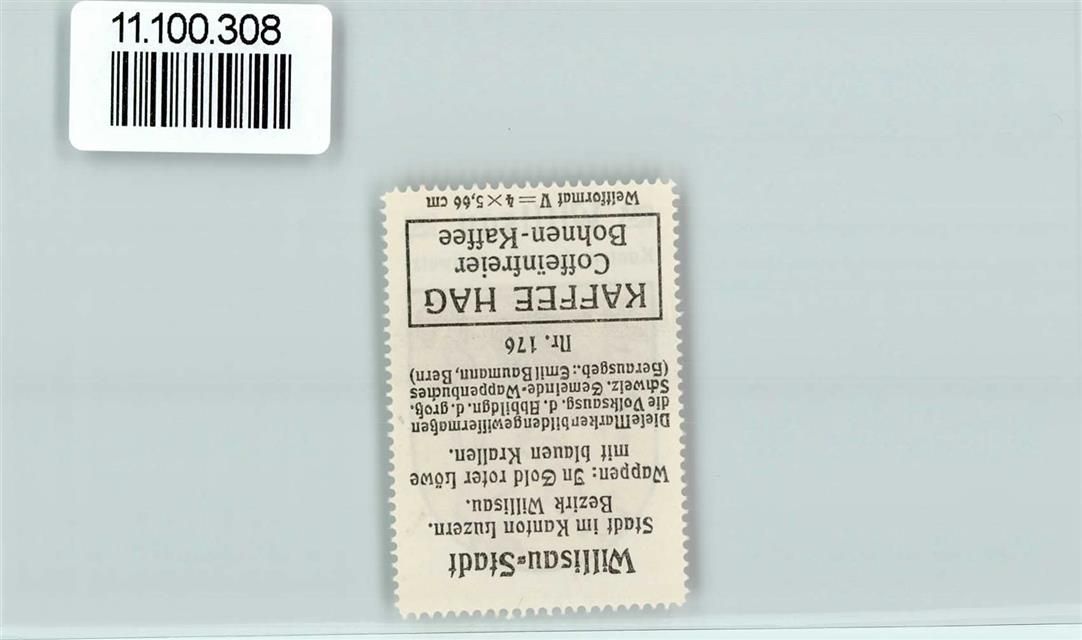 11.100.308
Willisau-Stadt
Stadt im Kanton Luzern.
Bezirk Willisau.
Wappen: In Gold roter Löwe
mit blauen Krallen.
Diese Marken bilden gewissermaßen
die Volksausg. d. Abbildgn. d. groß.
Schweiz. Gemeinde-Wappenbuches
(Herausgeb.: Emil Baumann, Bern)
Nr. 176
KAFFEE HAG
Coffeïnfreier
Bohnen-Kaffee
Weltformat V = 4 × 5,66 cm